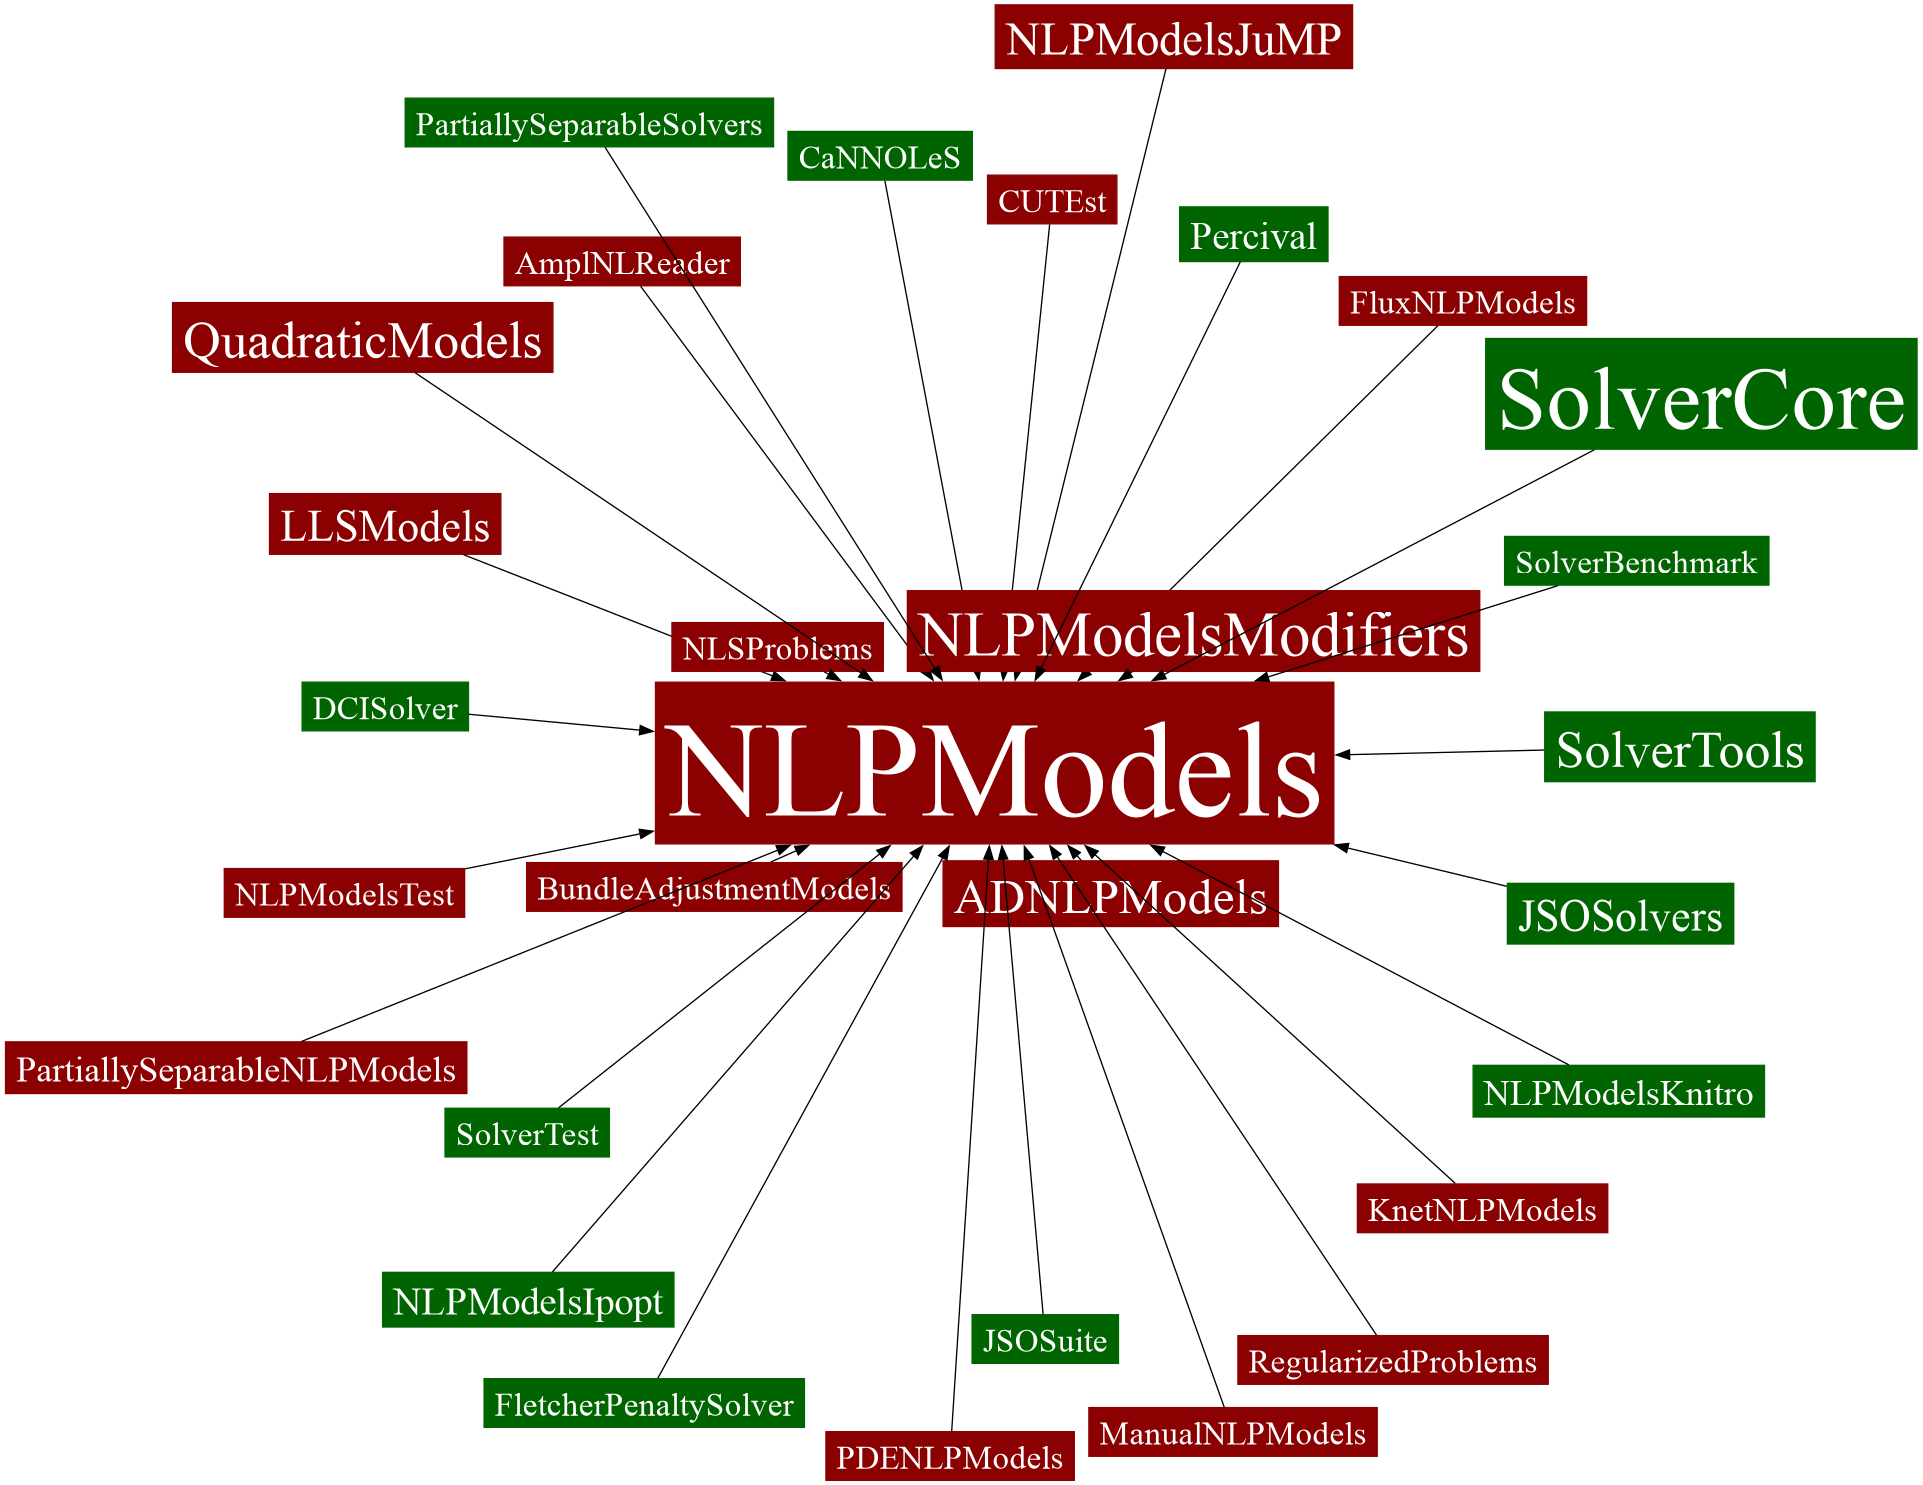 NLPModelsJuMP
PartiallySeparableSolvers
CaNNOLeS
CUTEst
Percival
AmplNLReader
FluxNLPModels
QuadraticModels
SolverCore
LLSModels
SolverBenchmark
NLPModelsModifiers
NLSProblems
DCISolver
SolverTools
NLPModels
NLPModelsTest
BundleAdjustmentModels
ADNLPModels
JSOSolvers
PartiallySeparableNLPModels
NLPModelsKnitro
SolverTest
KnetNLPModels
NLPModelsIpopt
JSOSuite
RegularizedProblems
FletcherPenaltySolver
ManualNLPModels
PDENLPModels